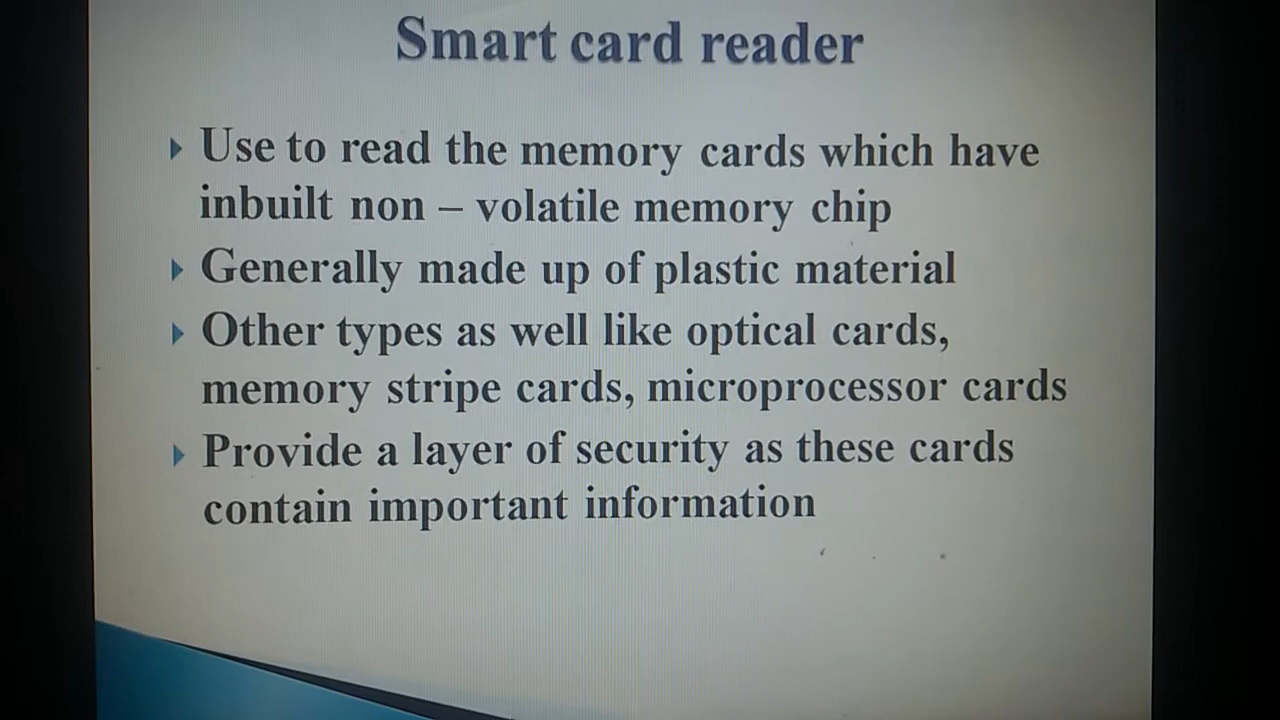 Smart card reader
Use to read the memory cards which have
inbuilt non – volatile memory chip
Generally made up of plastic material
Other types as well like optical cards,
memory stripe cards, microprocessor cards
Provide a layer of security as these cards
contain important information